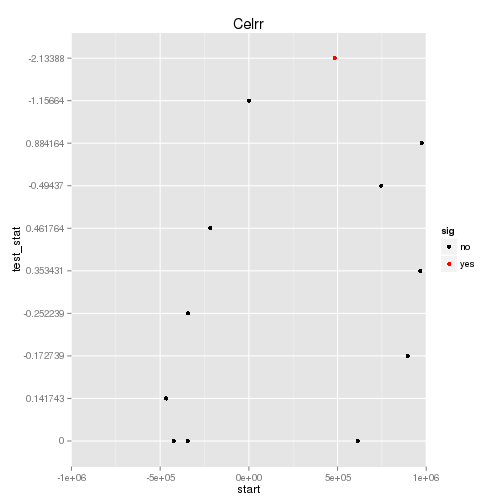 Celrr
test_stat
-2.13388
-1.15664
0.884164
-0.49437
0.461764
0.353431
-0.252239
-0.172739
0.141743
0
-1e+06
-5e+05
0e+00
5e+05
1e+06
start
sig
no
yes